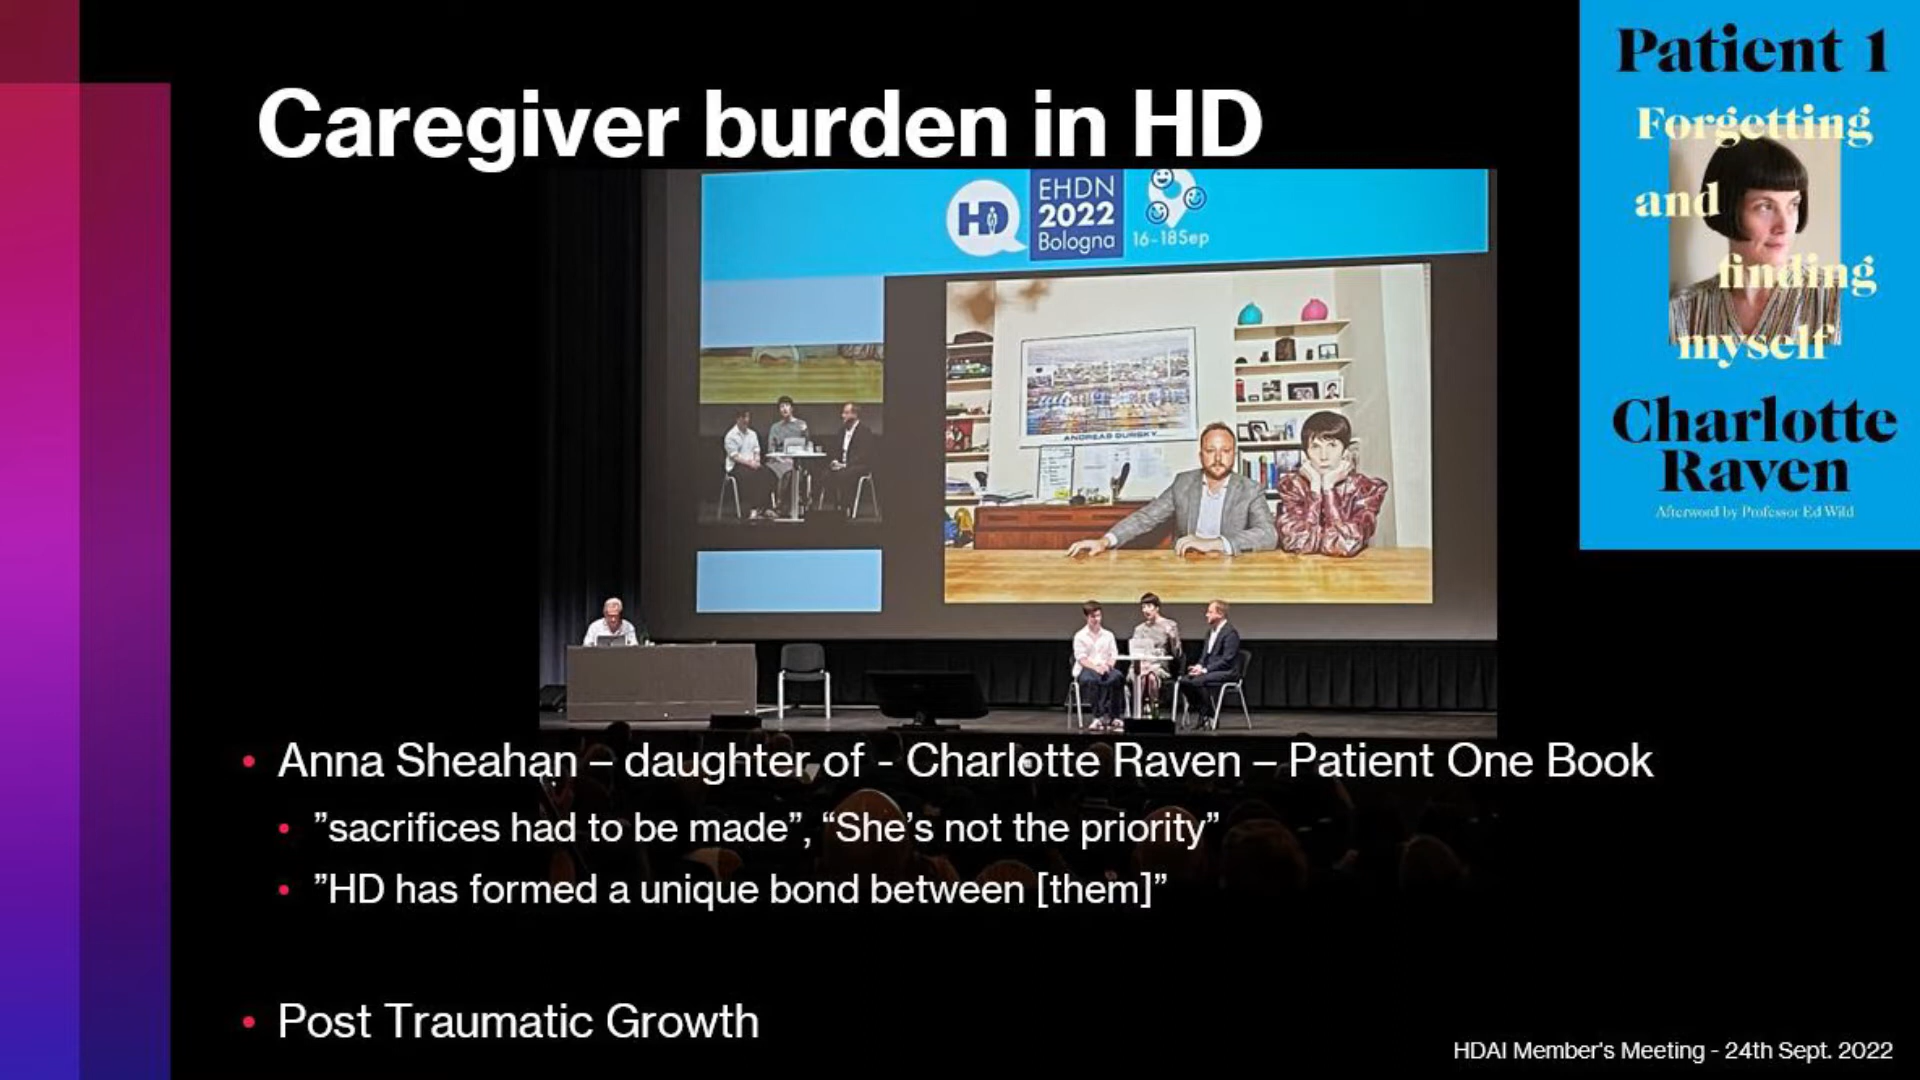 Caregiver burden in HD
Patient 1
Forgetting
and
finding
myself
Charlotte
Raven
Afterword by Professor Ed Wild
HD
EHDN
2022
Bologna
16-18Sep
ANDREAS GURSKY
• Anna Sheahan – daughter of - Charlotte Raven – Patient One Book
• ”sacrifices had to be made”, “She’s not the priority”
• ”HD has formed a unique bond between [them]”
• Post Traumatic Growth
HDAI Member's Meeting - 24th Sept. 2022